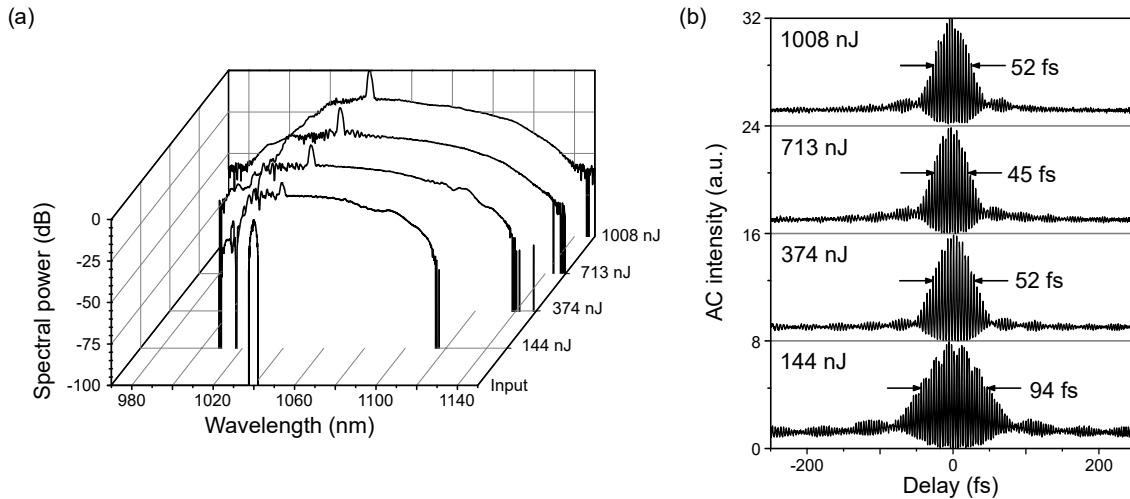 (a)
Spectral power (dB)
0
-25
-50
-75
-100
980
1020
1060
1100
1140
Wavelength (nm)
Input
144 nJ
374 nJ
713 nJ
1008 nJ
(b)
AC intensity (a.u.)
32
24
16
8
0
1008 nJ
52 fs
713 nJ
45 fs
374 nJ
52 fs
144 nJ
94 fs
-200
0
200
Delay (fs)